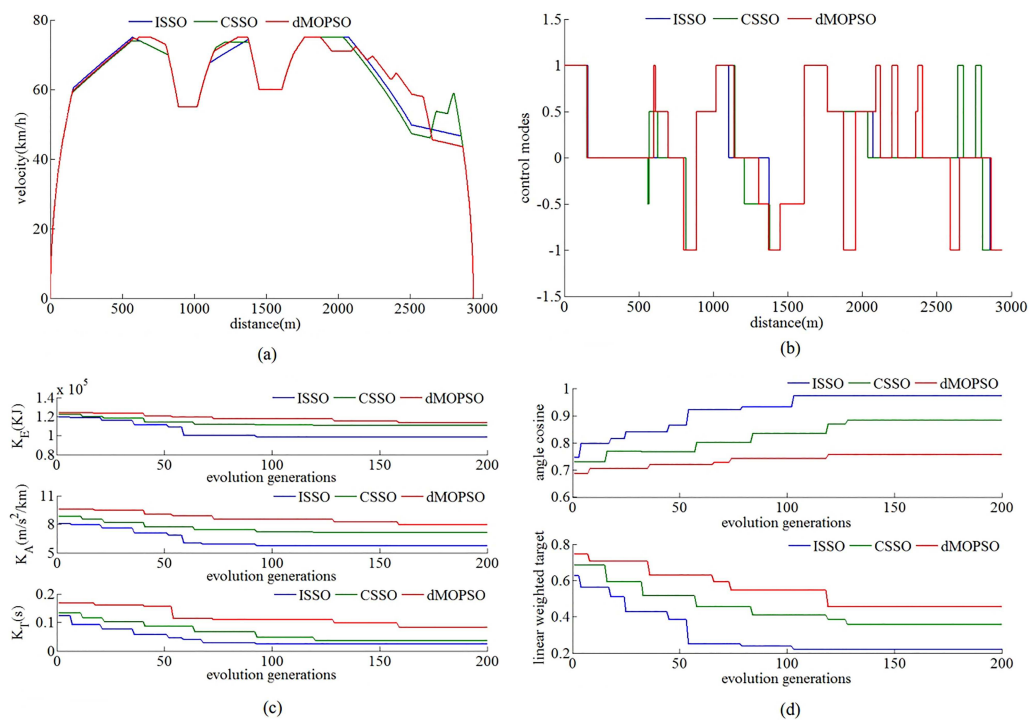 ISSO CSSO dMOPSO
velocity(km/h)
80
60
40
20
0
0 500 1000 1500 2000 2500 3000
distance(m)
(a)
ISSO CSSO dMOPSO
control modes
1.5
1
0.5
0
-0.5
-1
-1.5
0 500 1000 1500 2000 2500 3000
distance(m)
(b)
x 10^5
ISSO CSSO dMOPSO
K_E(KJ)
1.4
1.2
1
0.8
0 50 100 150 200
evolution generations
ISSO CSSO dMOPSO
K_A(m/s^2/km)
11
8
5
0 50 100 150 200
evolution generations
ISSO CSSO dMOPSO
K_T(s)
0.2
0.1
0
0 50 100 150 200
evolution generations
(c)
ISSO CSSO dMOPSO
angle cosine
1
0.9
0.8
0.7
0.6
0 50 100 150 200
evolution generations
ISSO CSSO dMOPSO
linear weighted target
0.8
0.6
0.4
0.2
0 50 100 150 200
evolution generations
(d)